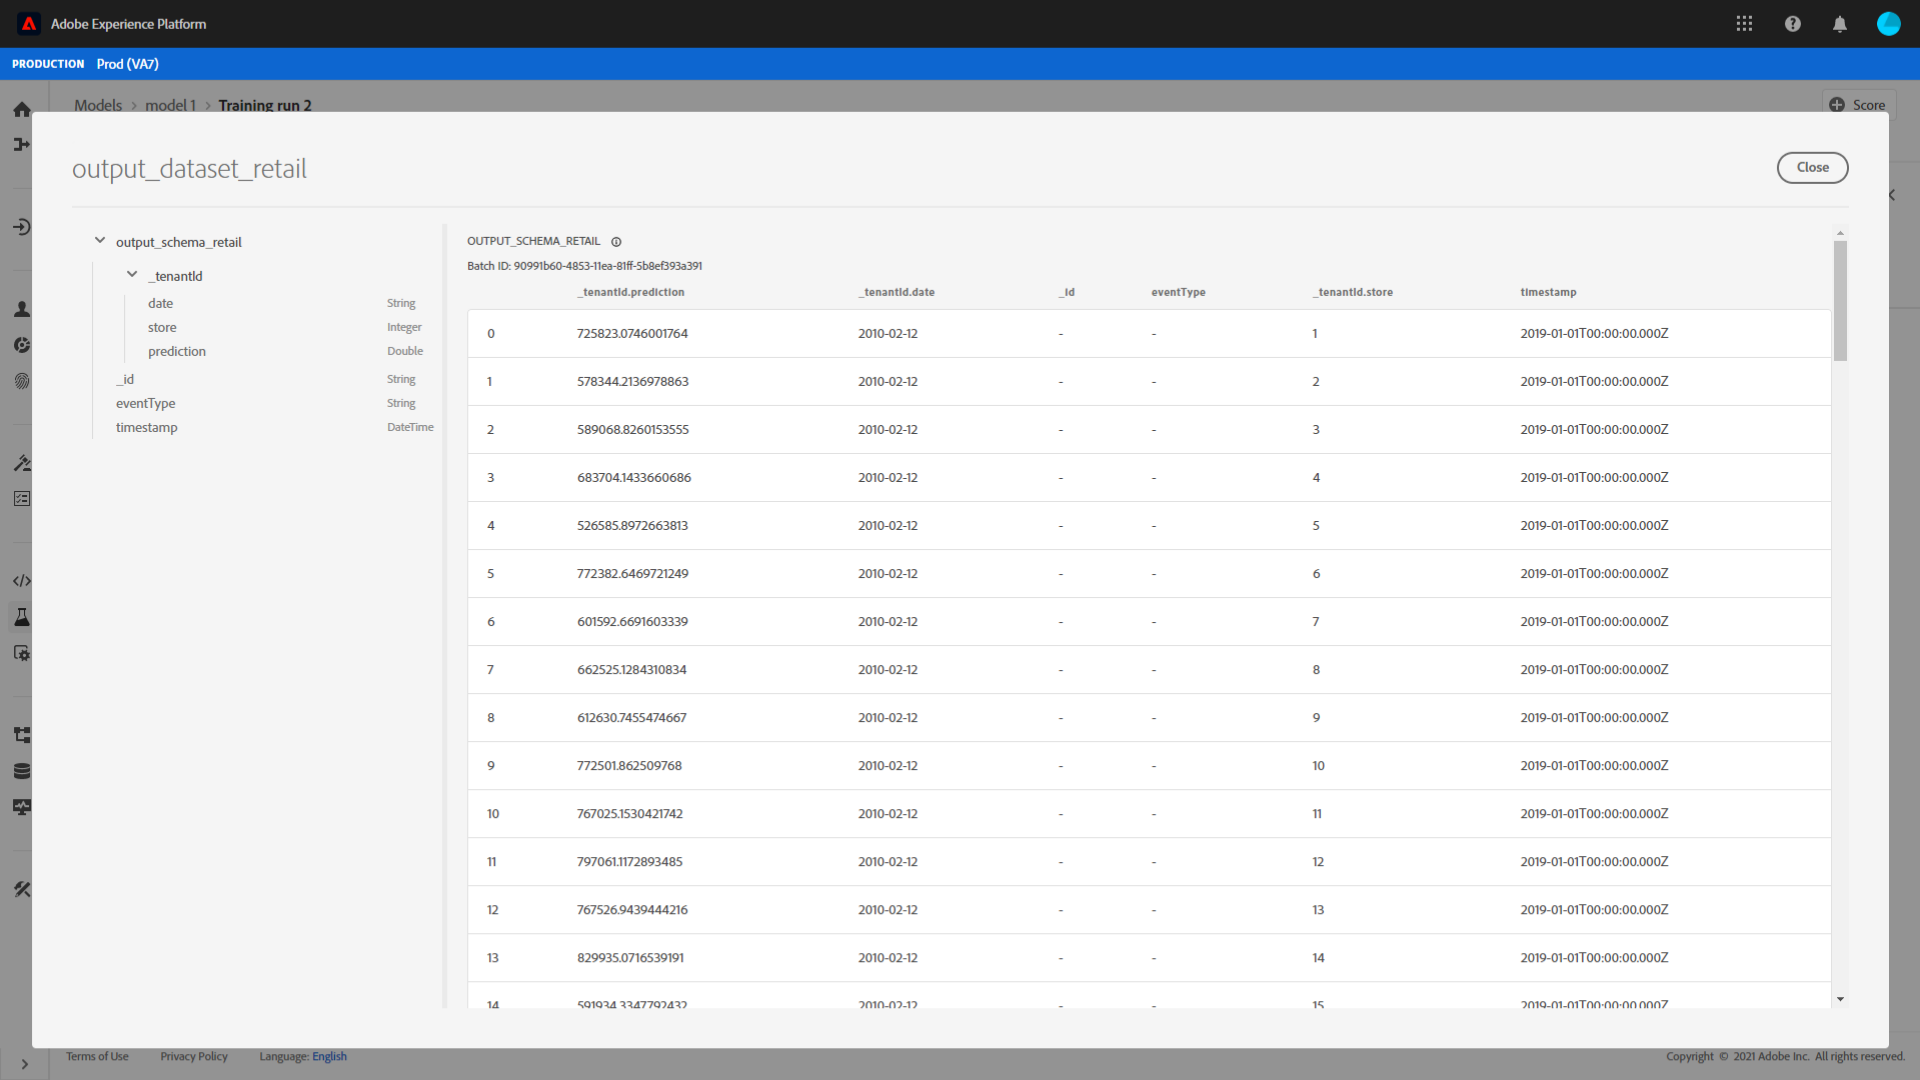 Adobe Experience Platform
PRODUCTION Prod (VA7)
Models > model 1 > Training run 2
Score
output_dataset_retail
Close
output_schema_retail
_tenantId
date String
store Integer
prediction Double
_id String
eventType String
timestamp DateTime
OUTPUT_SCHEMA_RETAIL
Batch ID: 90991b60-4853-11ea-81ff-5b8ef393a391
_tenantId.prediction _tenantId.date _id eventType _tenantId.store timestamp
0 725823.0746001764 2010-02-12 - - 1 2019-01-01T00:00:00.000Z
1 578344.2136978863 2010-02-12 - - 2 2019-01-01T00:00:00.000Z
2 589068.8260153555 2010-02-12 - - 3 2019-01-01T00:00:00.000Z
3 683704.1433660686 2010-02-12 - - 4 2019-01-01T00:00:00.000Z
4 526585.8972663813 2010-02-12 - - 5 2019-01-01T00:00:00.000Z
5 772382.6469721249 2010-02-12 - - 6 2019-01-01T00:00:00.000Z
6 601592.6691603339 2010-02-12 - - 7 2019-01-01T00:00:00.000Z
7 662525.1284310834 2010-02-12 - - 8 2019-01-01T00:00:00.000Z
8 612630.7455474667 2010-02-12 - - 9 2019-01-01T00:00:00.000Z
9 772501.862509768 2010-02-12 - - 10 2019-01-01T00:00:00.000Z
10 767025.1530421742 2010-02-12 - - 11 2019-01-01T00:00:00.000Z
11 797061.1172893485 2010-02-12 - - 12 2019-01-01T00:00:00.000Z
12 767526.9439444216 2010-02-12 - - 13 2019-01-01T00:00:00.000Z
13 829935.0716539191 2010-02-12 - - 14 2019-01-01T00:00:00.000Z
14 591934.3347792432 2010-02-12 - - 15 2019-01-01T00:00:00.000Z
Terms of Use Privacy Policy Language: English
Copyright © 2021 Adobe Inc. All rights reserved.